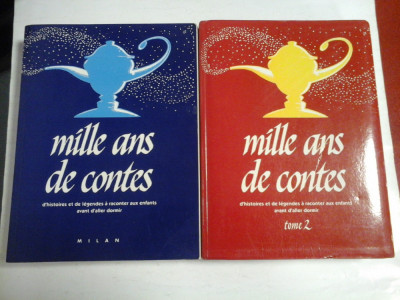 mille ans
de contes
d'histoires et de légendes à reconter aux enfants
avant d'aller dormir
MILAN
mille ans
de contes
d'histoires et de légendes à raconter aux enfants
avant d'aller dormir
tome 2